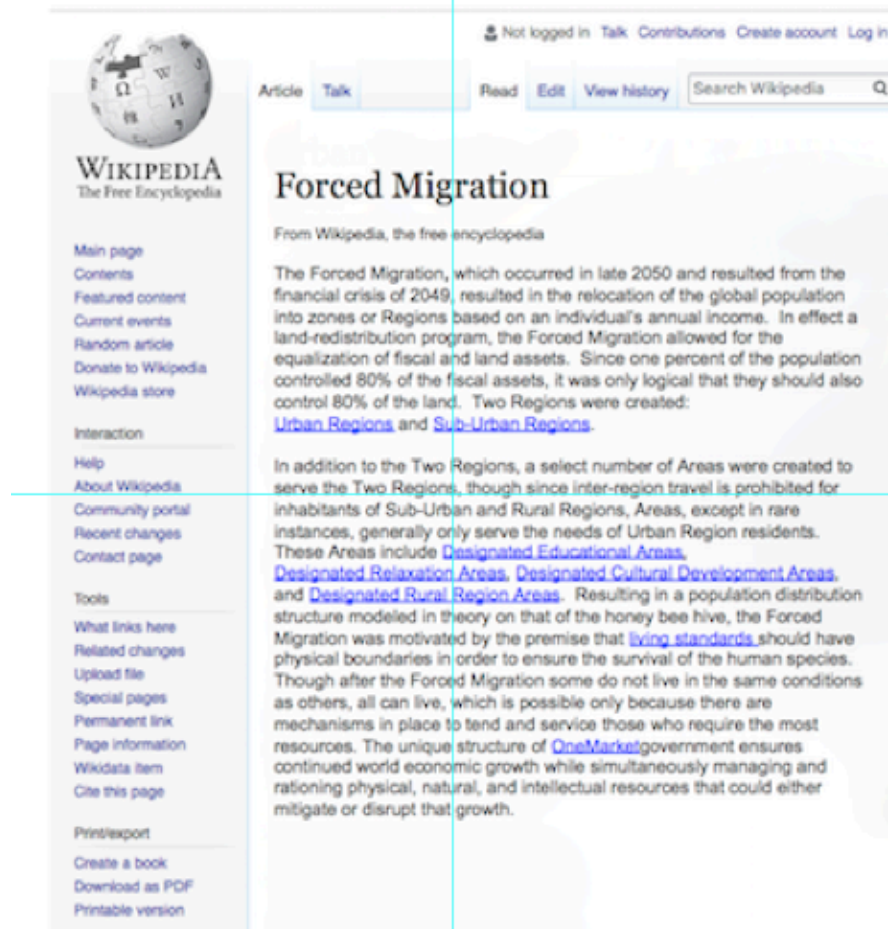 Not logged in Talk Contributions Create account Log in
Article Talk Read Edit View history Search Wikipedia
WIKIPEDIA
The Free Encyclopedia
Main page
Contents
Featured content
Current events
Random article
Donate to Wikipedia
Wikipedia store
Interaction
Help
About Wikipedia
Community portal
Recent changes
Contact page
Tools
What links here
Related changes
Upload file
Special pages
Permanent link
Page information
Wikidata item
Cite this page
Print/export
Create a book
Download as PDF
Printable version
Forced Migration
From Wikipedia, the free encyclopedia
The Forced Migration, which occurred in late 2050 and resulted from the
financial crisis of 2049, resulted in the relocation of the global population
into zones or Regions based on an individual's annual income. In effect a
land-redistribution program, the Forced Migration allowed for the
equalization of fiscal and land assets. Since one percent of the population
controlled 80% of the fiscal assets, it was only logical that they should also
control 80% of the land. Two Regions were created:
Urban Regions and Sub-Urban Regions.
In addition to the Two Regions, a select number of Areas were created to
serve the Two Regions, though since inter-region travel is prohibited for
inhabitants of Sub-Urban and Rural Regions, Areas, except in rare
instances, generally only serve the needs of Urban Region residents.
These Areas include Designated Educational Areas,
Designated Relaxation Areas, Designated Cultural Development Areas,
and Designated Rural Region Areas. Resulting in a population distribution
structure modeled in theory on that of the honey bee hive, the Forced
Migration was motivated by the premise that living standards should have
physical boundaries in order to ensure the survival of the human species.
Though after the Forced Migration some do not live in the same conditions
as others, all can live, which is possible only because there are
mechanisms in place to tend and service those who require the most
resources. The unique structure of OneMarketgovernment ensures
continued world economic growth while simultaneously managing and
rationing physical, natural, and intellectual resources that could either
mitigate or disrupt that growth.